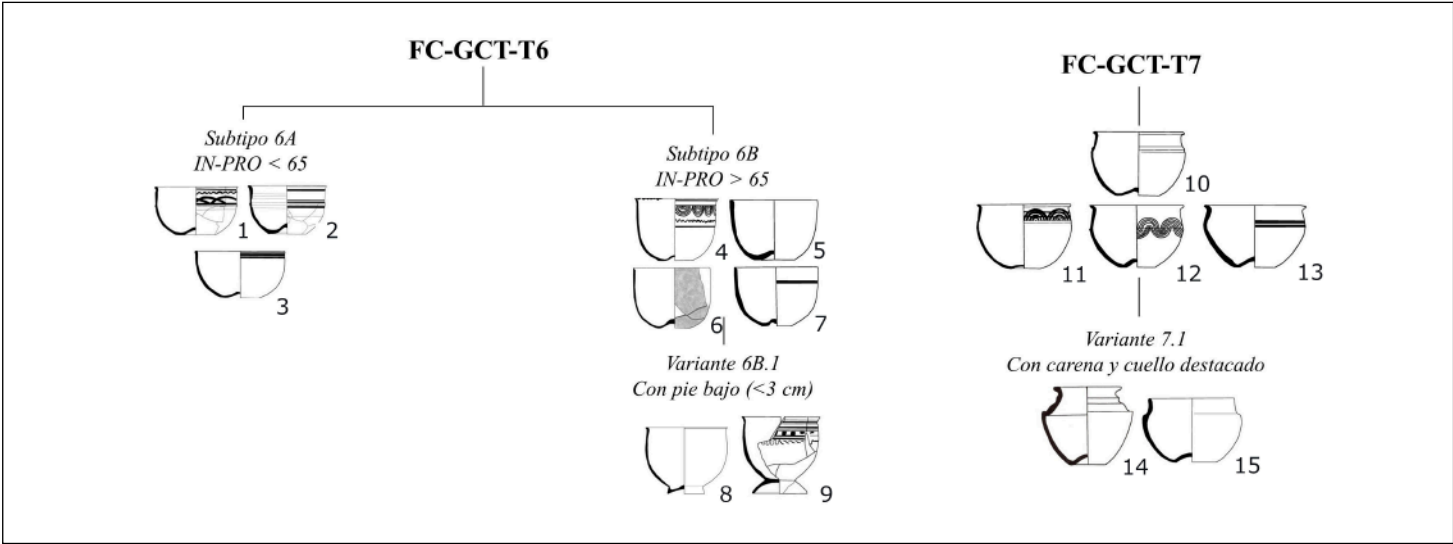 FC-GCT-T6
Subtipo 6A
IN-PRO < 65
1
2
3
Subtipo 6B
IN-PRO > 65
4
5
6
7
Variante 6B.1
Con pie bajo (<3 cm)
8
9
FC-GCT-T7
10
11
12
13
Variante 7.1
Con carena y cuello destacado
14
15